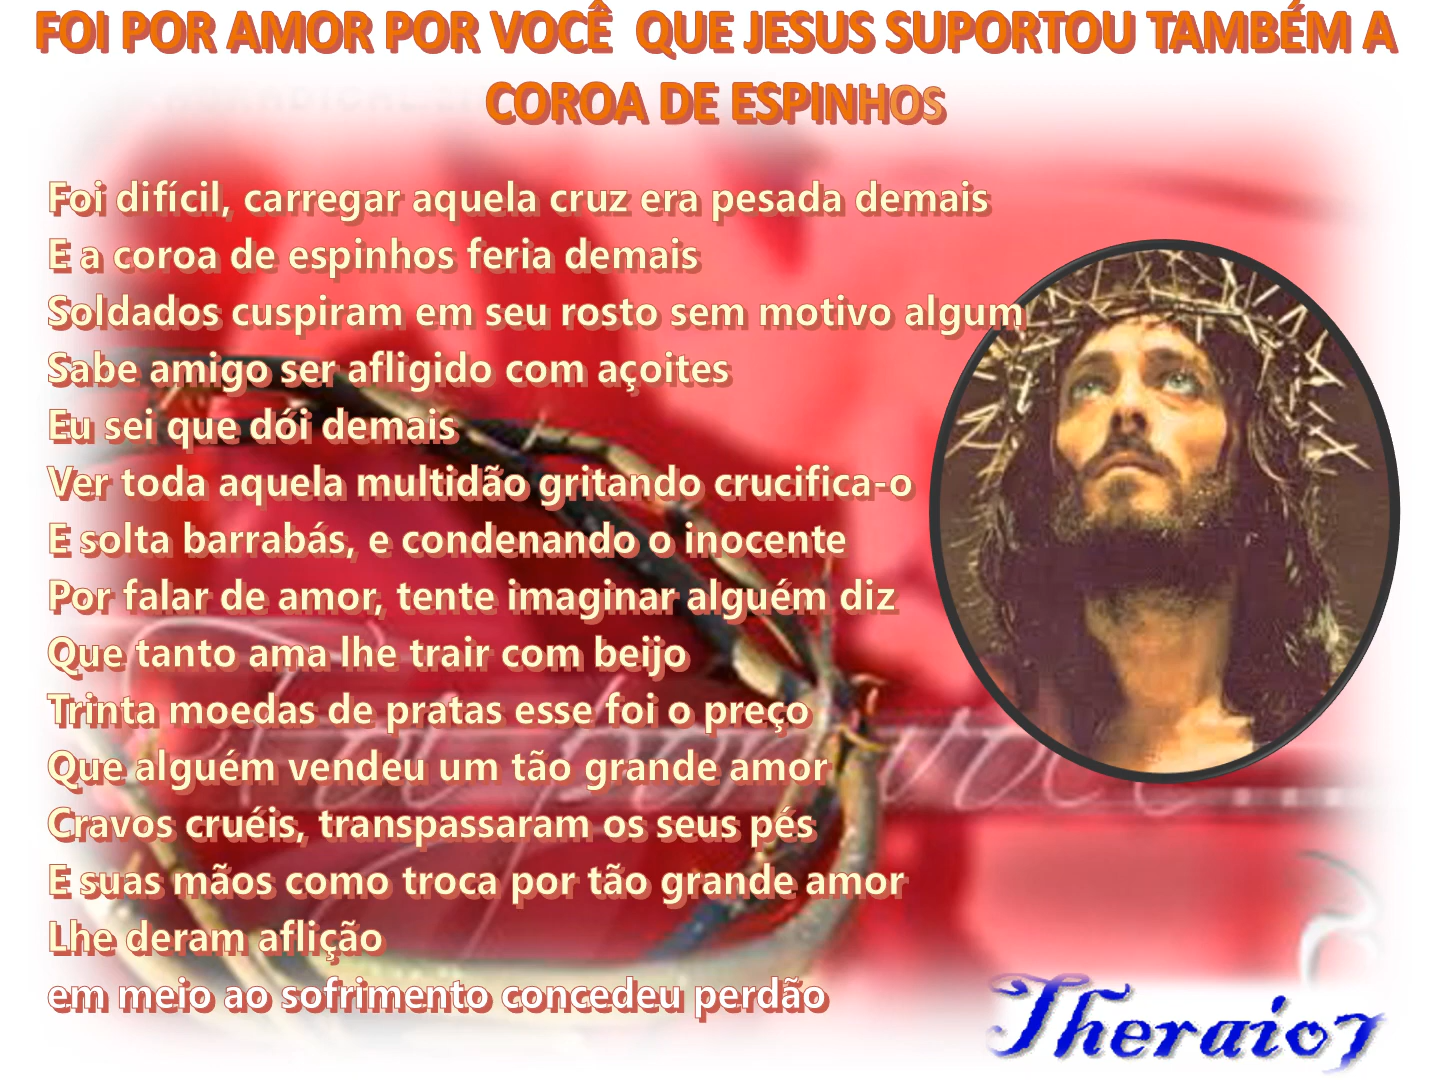 FOI POR AMOR POR VOCÊ QUE JESUS SUPORTOU TAMBÉM A
COROA DE ESPINHOS
Foi difícil, carregar aquela cruz era pesada demais
E a coroa de espinhos feria demais
Soldados cuspiram em seu rosto sem motivo algum
Sabe amigo ser afligido com açoites
Eu sei que dói demais
Ver toda aquela multidão gritando crucifica-o
E solta barrabás, e condenando o inocente
Por falar de amor, tente imaginar alguém diz
Que tanto ama lhe trair com beijo
Trinta moedas de pratas esse foi o preço
Que alguém vendeu um tão grande amor
Cravos cruéis, transpassaram os seus pés
E suas mãos como troca por tão grande amor
Lhe deram aflição
em meio ao sofrimento concedeu perdão
Foi por você....
Theraio7